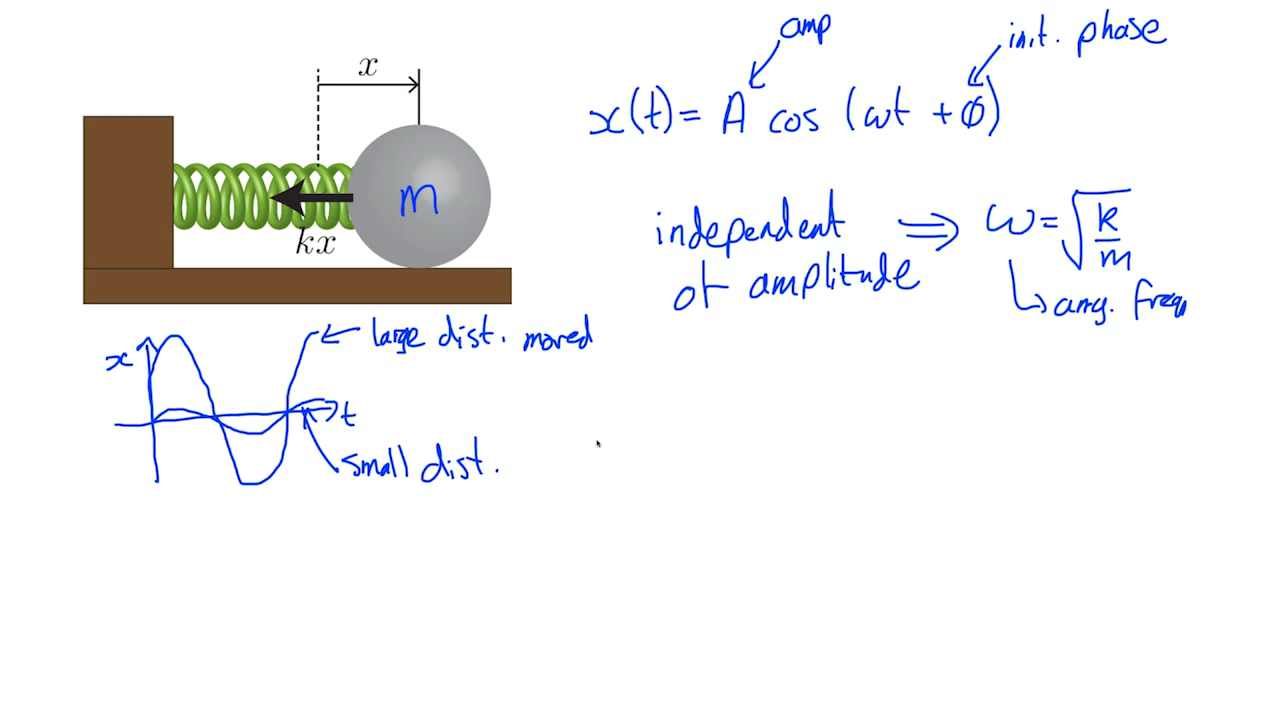 x
kx
m
amp
init. phase
x(t) = A cos (ωt + φ)
independent
of amplitude
⇒ ω = √(k/m)
↳ ang. freq
x
t
← large dist. moved
small dist.